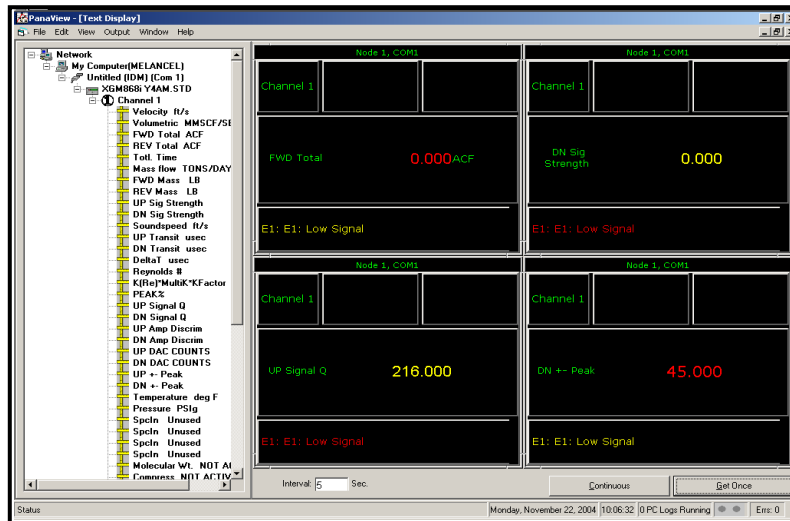 PanaView - [Text Display]
File Edit View Output Window Help
Network
My Computer(MELANCEL)
Untitled (IDM) (Com 1)
XGM868i Y4AM.STD
1 Channel 1
Velocity ft/s
Volumetric MMSCF/SE
FWD Total ACF
REV Total ACF
Totl. Time
Mass flow TONS/DAY
FWD Mass LB
REV Mass LB
UP Sig Strength
DN Sig Strength
Soundspeed ft/s
UP Transit usec
DN Transit usec
DeltaT usec
Reynolds #
K(Re)*MultiK*KFactor
PEAK%
UP Signal Q
DN Signal Q
UP Amp Discrim
DN Amp Discrim
UP DAC COUNTS
DN DAC COUNTS
UP +- Peak
DN +- Peak
Temperature deg F
Pressure PSIg
SpcIn Unused
SpcIn Unused
SpcIn Unused
SpcIn Unused
Molecular Wt. NOT A
Compress NOT ACTIV
Node 1, COM1
Channel 1
FWD Total 0.000 ACF
E1: E1: Low Signal
Node 1, COM1
Channel 1
DN Sig
Strength 0.000
E1: E1: Low Signal
Node 1, COM1
Channel 1
UP Signal Q 216.000
E1: E1: Low Signal
Node 1, COM1
Channel 1
DN +- Peak 45.000
E1: E1: Low Signal
Interval: 5 Sec.
Continuous
Get Once
Status
Monday, November 22, 2004 10:06:32 0 PC Logs Running Errs: 0